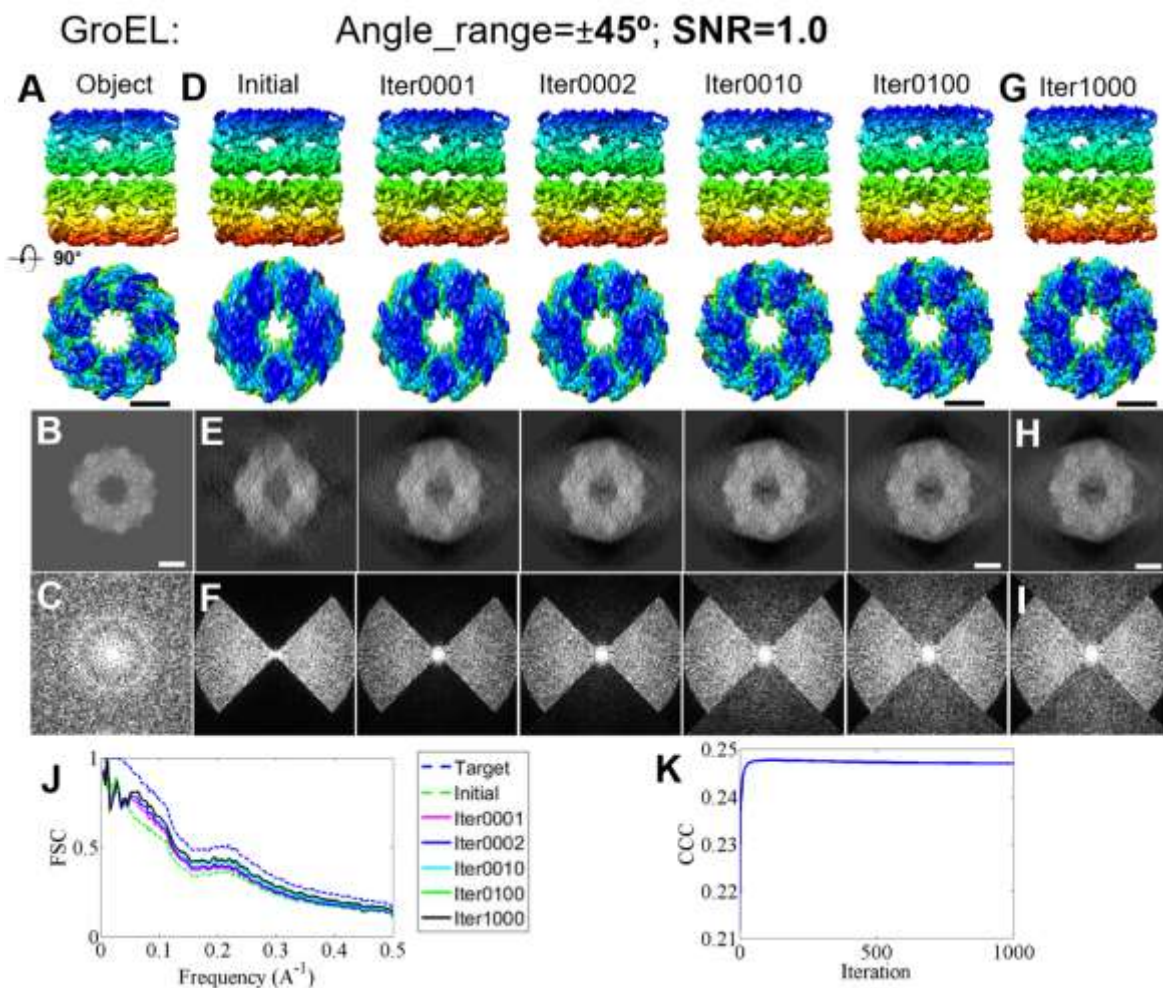 GroEL: Angle_range=±45º; SNR=1.0
A Object D Initial Iter0001 Iter0002 Iter0010 Iter0100 G Iter1000
90°
B E H
C F I
J
1
0.5
0
FSC
0 0.1 0.2 0.3 0.4 0.5
Frequency (A⁻¹)
Target
Initial
Iter0001
Iter0002
Iter0010
Iter0100
Iter1000
K
0.25
0.24
0.23
0.22
0.21
CCC
0 500 1000
Iteration